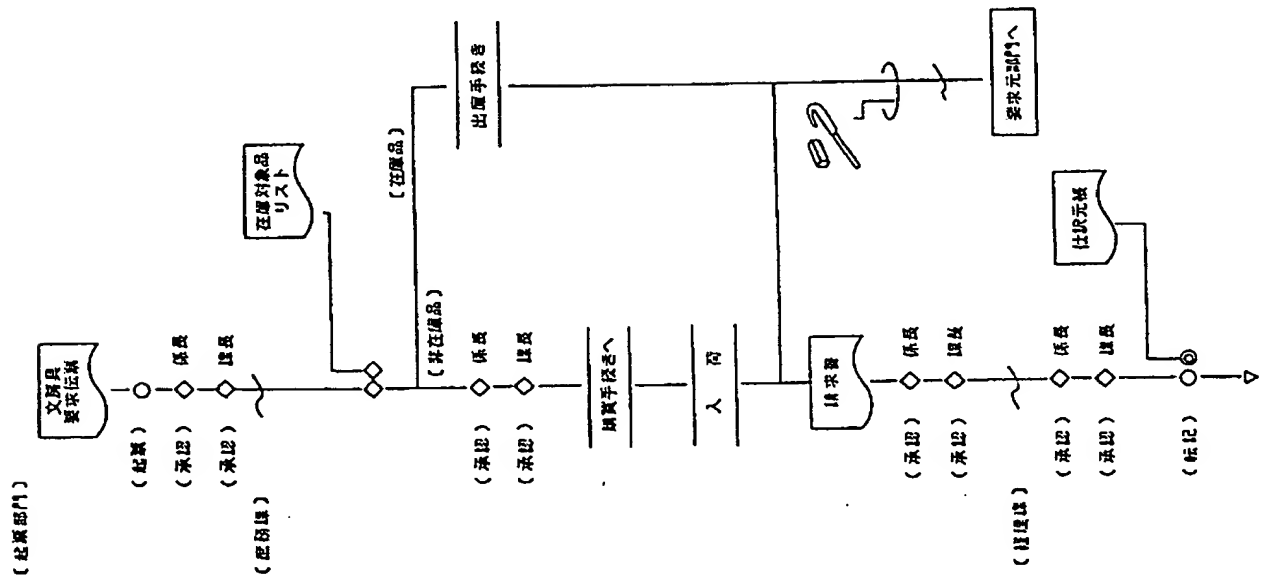 (起票部門)
文房具
要求伝票
(起票)
(承認) 係長
(承認) 課長
(庶務課)
在庫対象品
リスト
(非在庫品)
(在庫品)
出庫手続き
(承認) 係長
(承認) 課長
購買手続きへ
入荷
請求書
(承認) 係長
(承認) 課長
要求元部門へ
(経理課)
(承認) 係長
(承認) 課長
仕訳元帳
(転記)